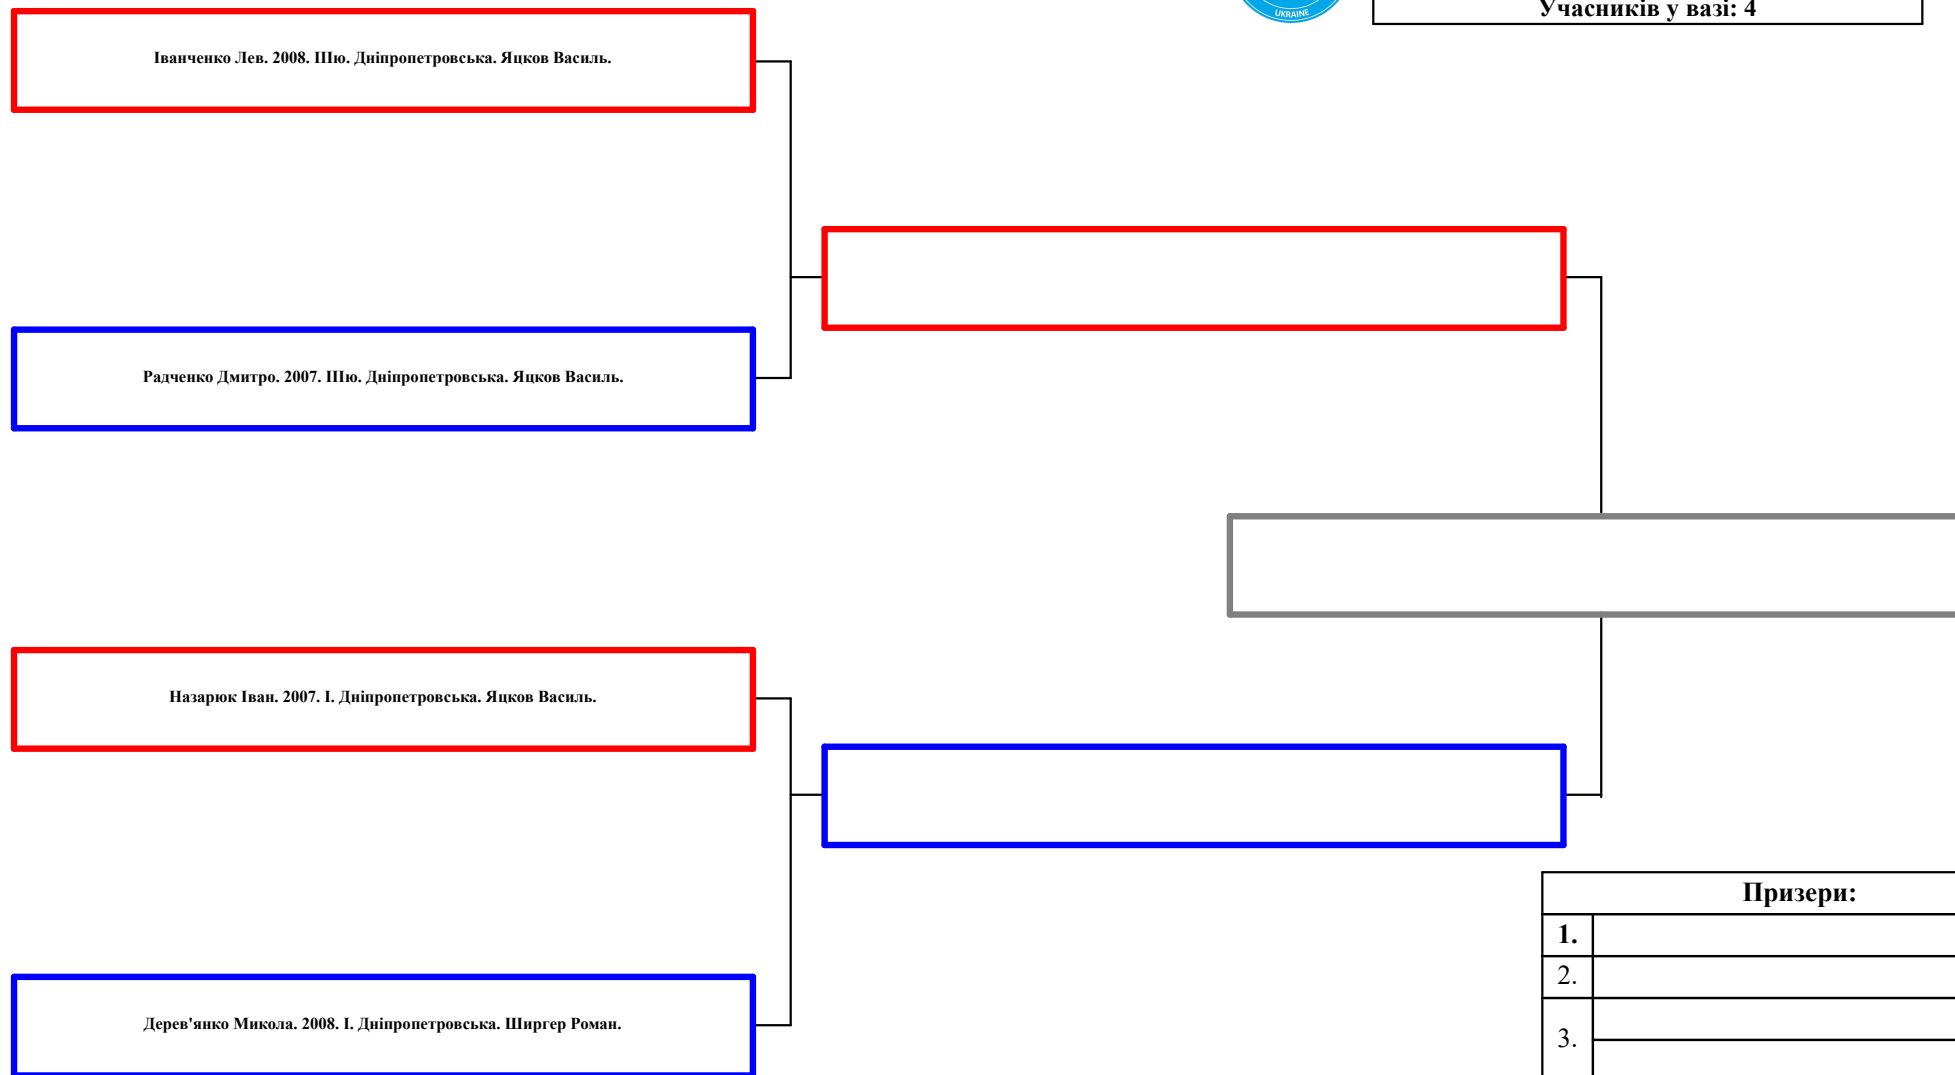 UKRAINE
Учасників у вазі: 4
Іванченко Лев. 2008. ІІІю. Дніпропетровська. Яцков Василь.
Радченко Дмитро. 2007. ІІІю. Дніпропетровська. Яцков Василь.
Назарюк Іван. 2007. І. Дніпропетровська. Яцков Василь.
Дерев'янко Микола. 2008. І. Дніпропетровська. Ширгер Роман.
Призери:
1.
2.
3.